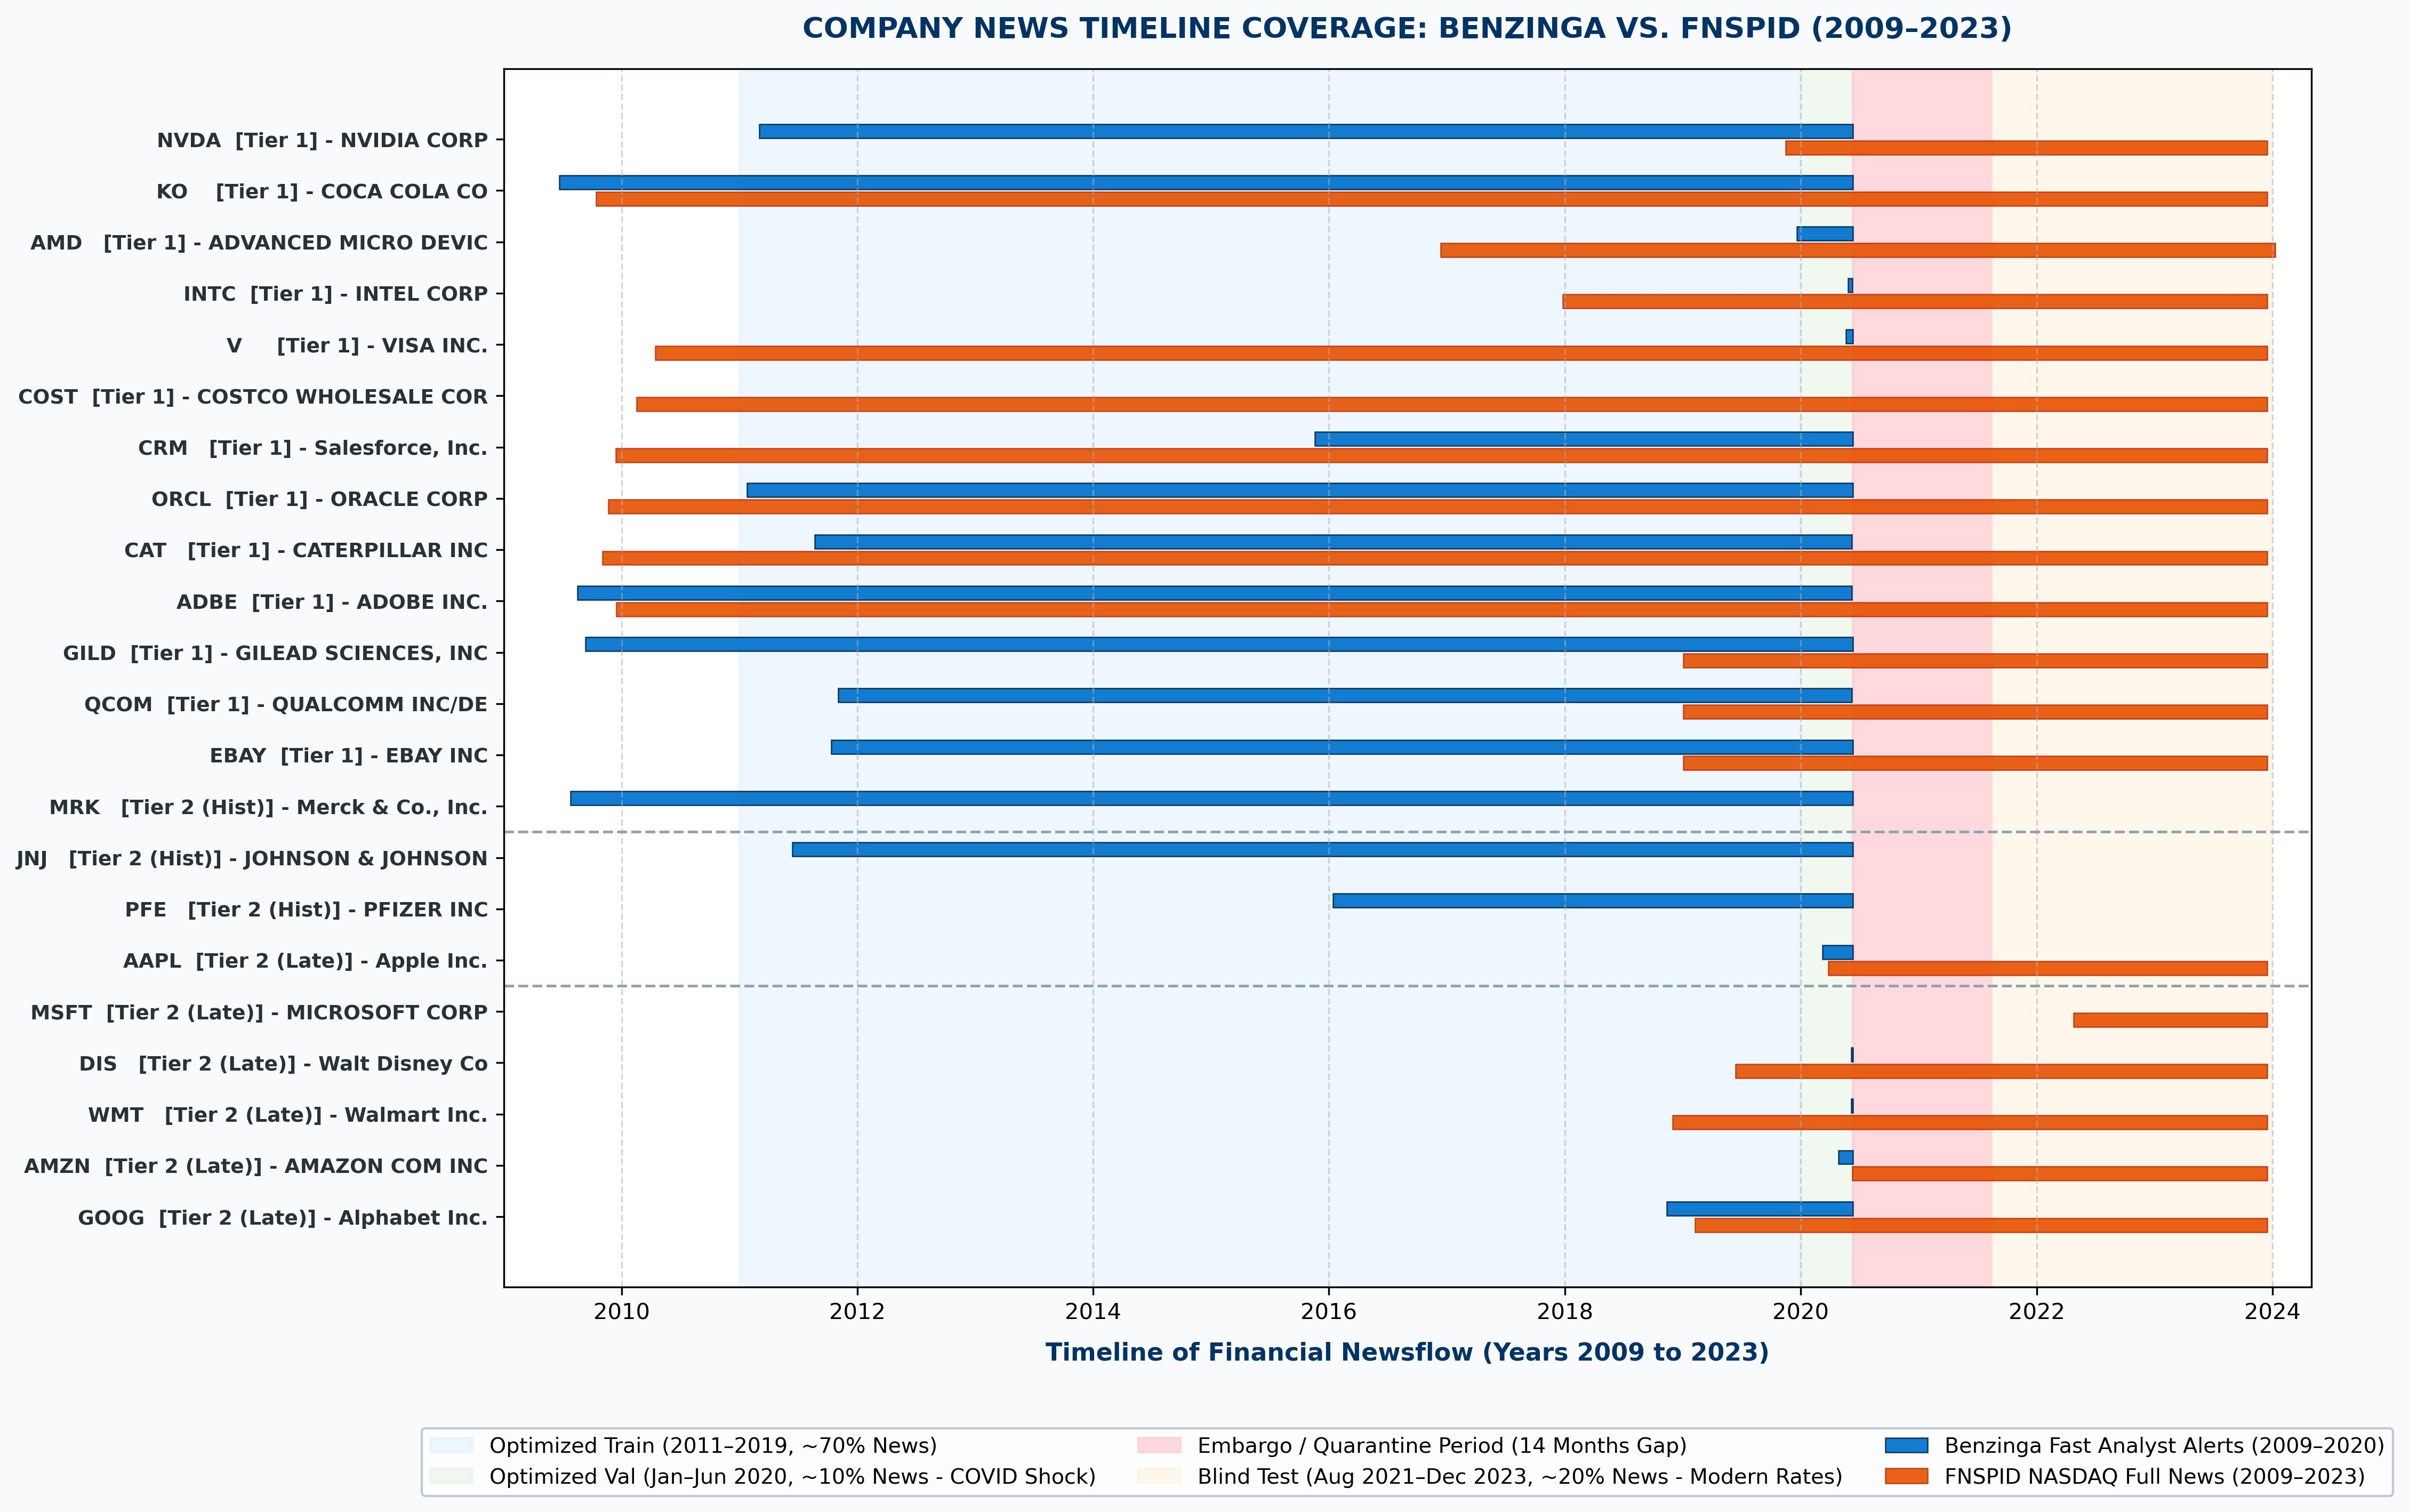 COMPANY NEWS TIMELINE COVERAGE: BENZINGA VS. FNSPID (2009–2023)
NVDA [Tier 1] - NVIDIA CORP
KO [Tier 1] - COCA COLA CO
AMD [Tier 1] - ADVANCED MICRO DEVIC
INTC [Tier 1] - INTEL CORP
V [Tier 1] - VISA INC.
COST [Tier 1] - COSTCO WHOLESALE COR
CRM [Tier 1] - Salesforce, Inc.
ORCL [Tier 1] - ORACLE CORP
CAT [Tier 1] - CATERPILLAR INC
ADBE [Tier 1] - ADOBE INC.
GILD [Tier 1] - GILEAD SCIENCES, INC
QCOM [Tier 1] - QUALCOMM INC/DE
EBAY [Tier 1] - EBAY INC
MRK [Tier 2 (Hist)] - Merck & Co., Inc.
JNJ [Tier 2 (Hist)] - JOHNSON & JOHNSON
PFE [Tier 2 (Hist)] - PFIZER INC
AAPL [Tier 2 (Late)] - Apple Inc.
MSFT [Tier 2 (Late)] - MICROSOFT CORP
DIS [Tier 2 (Late)] - Walt Disney Co
WMT [Tier 2 (Late)] - Walmart Inc.
AMZN [Tier 2 (Late)] - AMAZON COM INC
GOOG [Tier 2 (Late)] - Alphabet Inc.
2010 2012 2014 2016 2018 2020 2022 2024
Timeline of Financial Newsflow (Years 2009 to 2023)
Optimized Train (2011–2019, ~70% News)
Optimized Val (Jan–Jun 2020, ~10% News - COVID Shock)
Embargo / Quarantine Period (14 Months Gap)
Blind Test (Aug 2021–Dec 2023, ~20% News - Modern Rates)
Benzinga Fast Analyst Alerts (2009–2020)
FNSPID NASDAQ Full News (2009–2023)